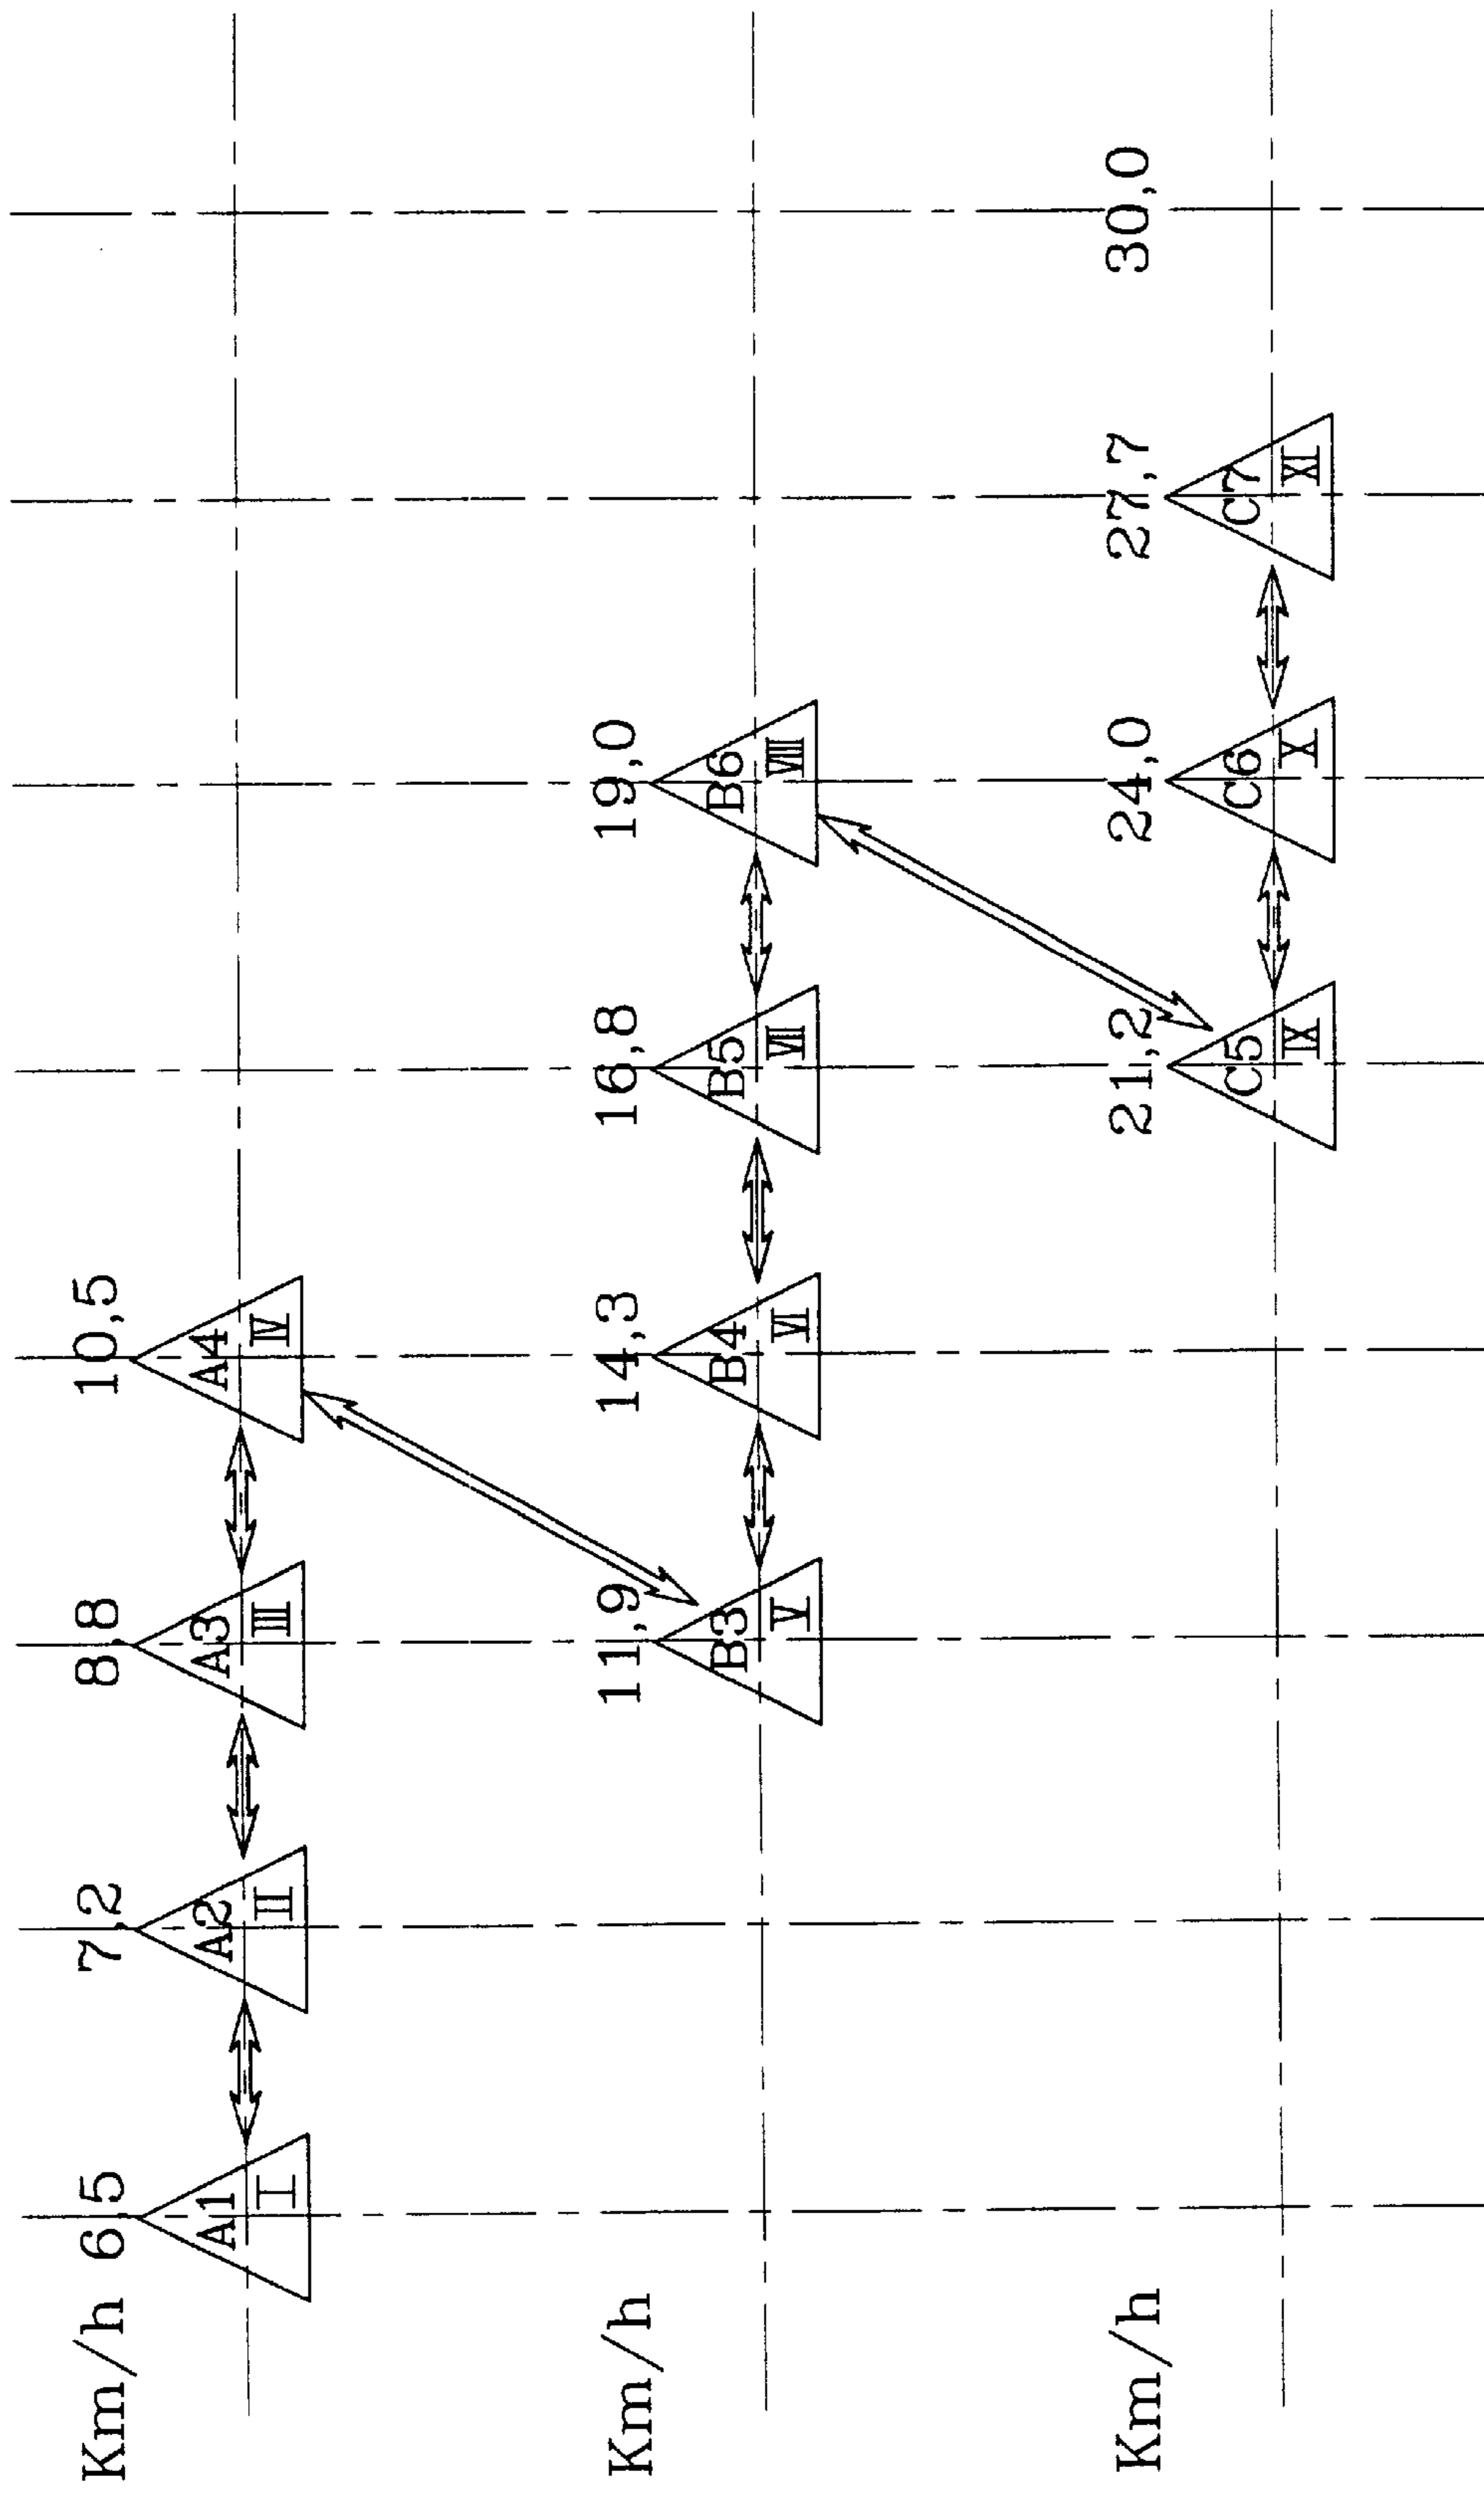 Km/h 6,5 7,2 8,8 10,5
A1 A2 A3 A4
I II III IV
Km/h 11,9 14,3 16,8 19,0
B3 B4 B5 B6
V VI VII VIII
Km/h 21,2 24,0 27,7 30,0
C5 C6 C7
IX X XI